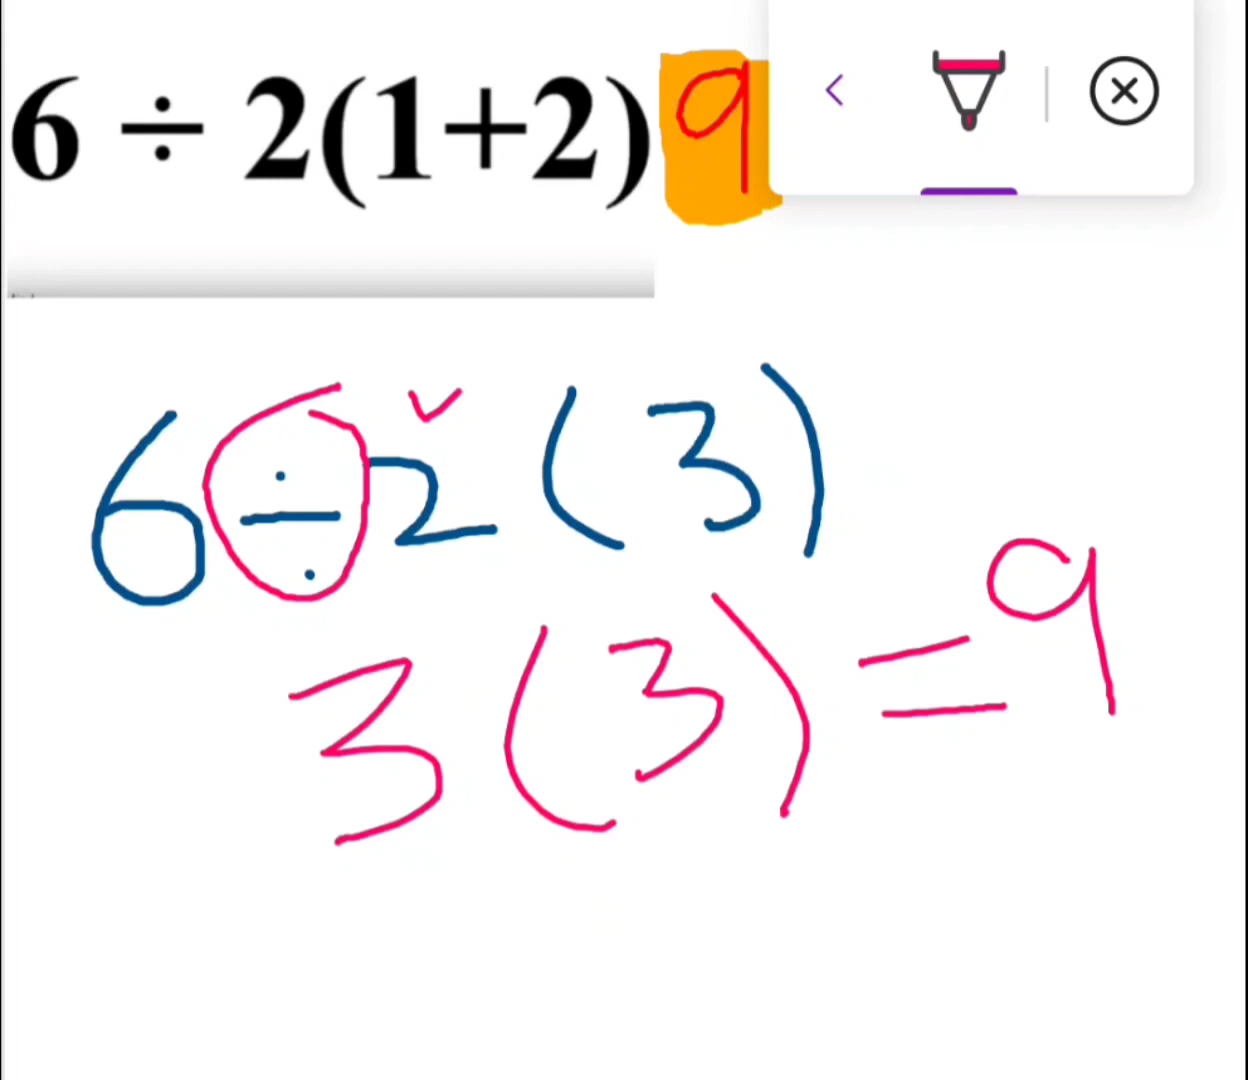 6 ÷ 2(1+2) 9
6 ÷ 2 ( 3 )
3 ( 3 ) = 9